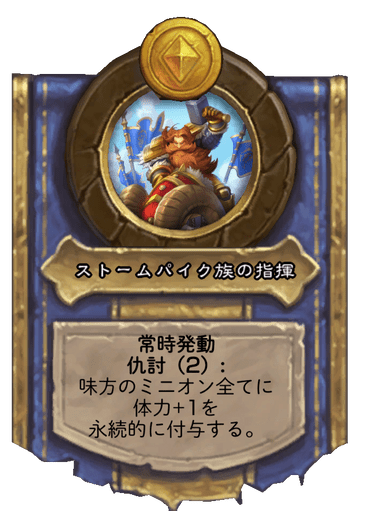 ストームパイク族の指揮
常時発動
仇討（2）:
味方のミニオン全てに
体力+1を
永続的に付与する。